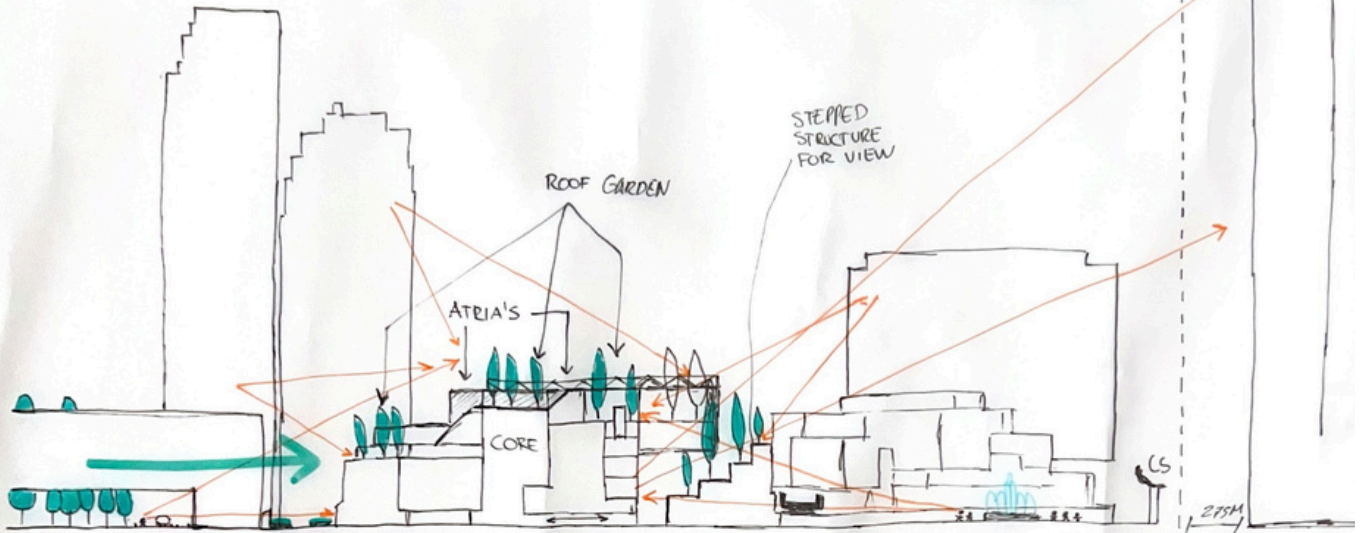 STEPPED
STRUCTURE
FOR VIEW
ROOF GARDEN
ATRIA'S
CORE
CS
275M